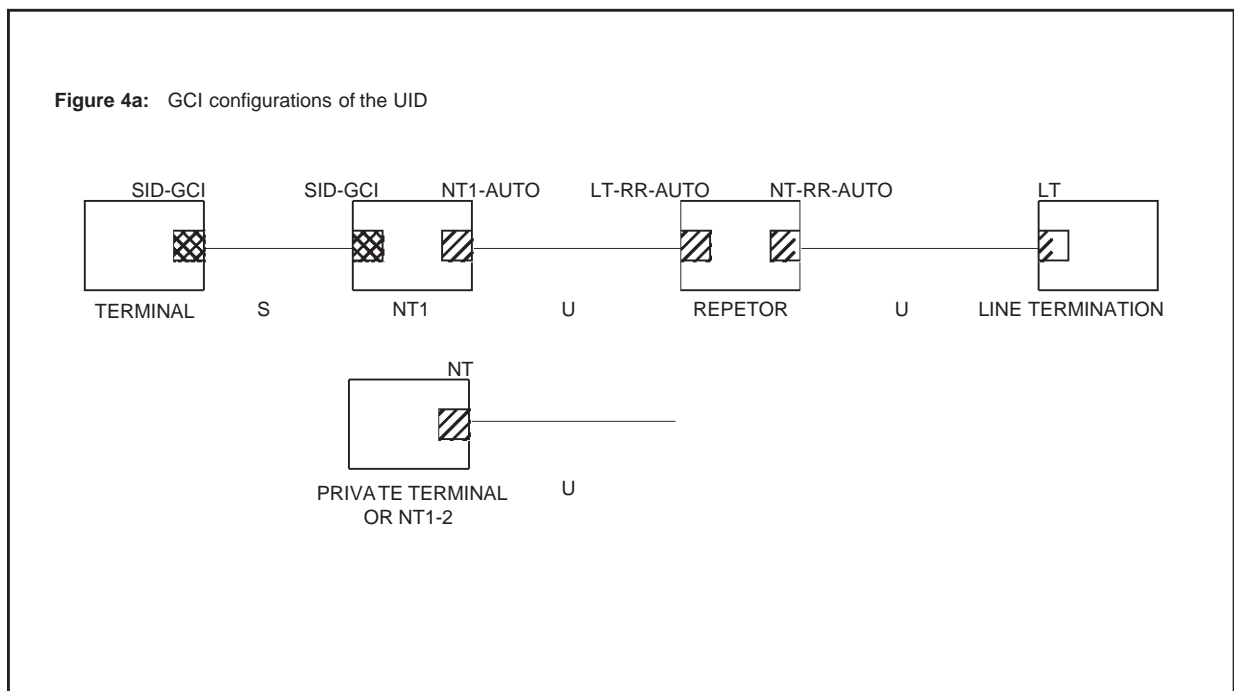 Figure 4a: GCI configurations of the UID
SID-GCI SID-GCI NT1-AUTO LT-RR-AUTO NT-RR-AUTO LT
TERMINAL S NT1 U REPETOR U LINE TERMINATION
NT
PRIVATE TERMINAL U
OR NT1-2